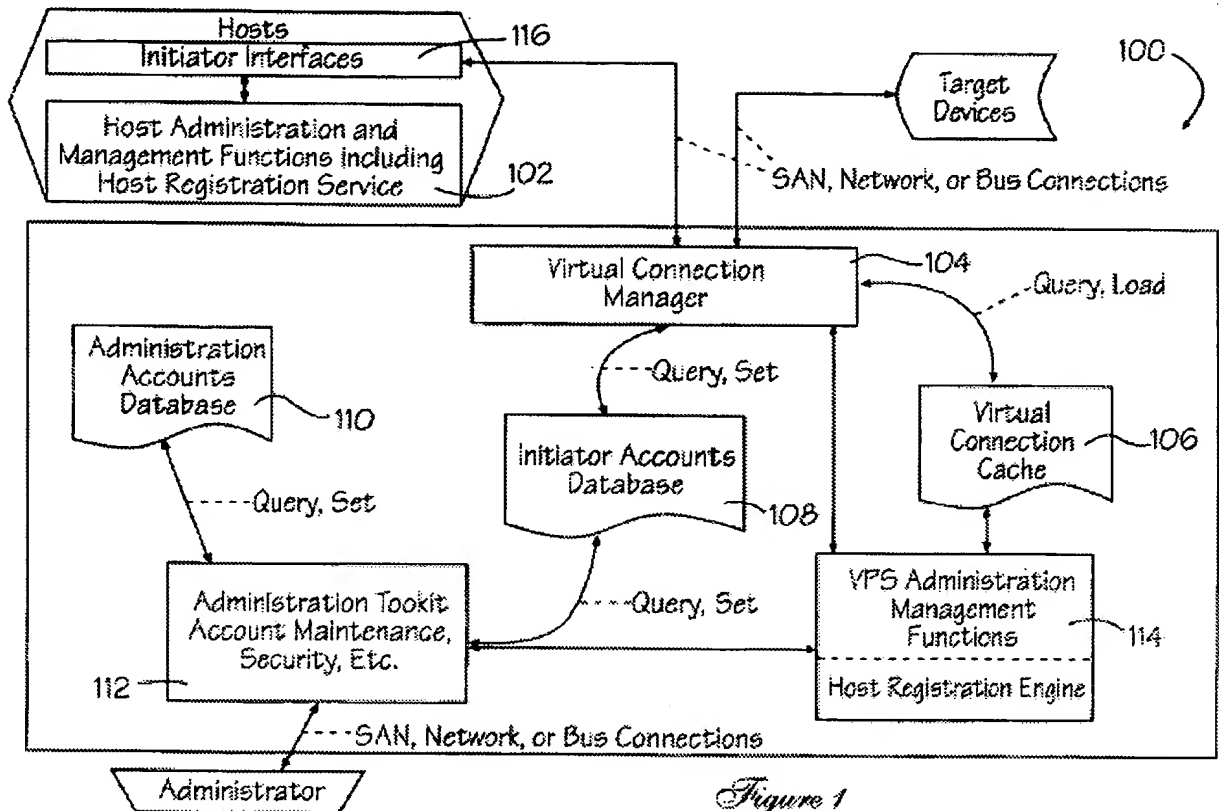 Hosts
116
Initiator Interfaces
Host Administration and
Management Functions including
Host Registration Service
102
Target
Devices
100
SAN, Network, or Bus Connections
Virtual Connection
Manager
104
Query, Load
Administration
Accounts
Database
110
Query, Set
Query, Set
Initiator Accounts
Database
108
Virtual
Connection
Cache
106
Administration Tookit
Account Maintenance,
Security, Etc.
112
Query, Set
VPS Administration
Management
Functions
114
Host Registration Engine
SAN, Network, or Bus Connections
Administrator
Figure 1